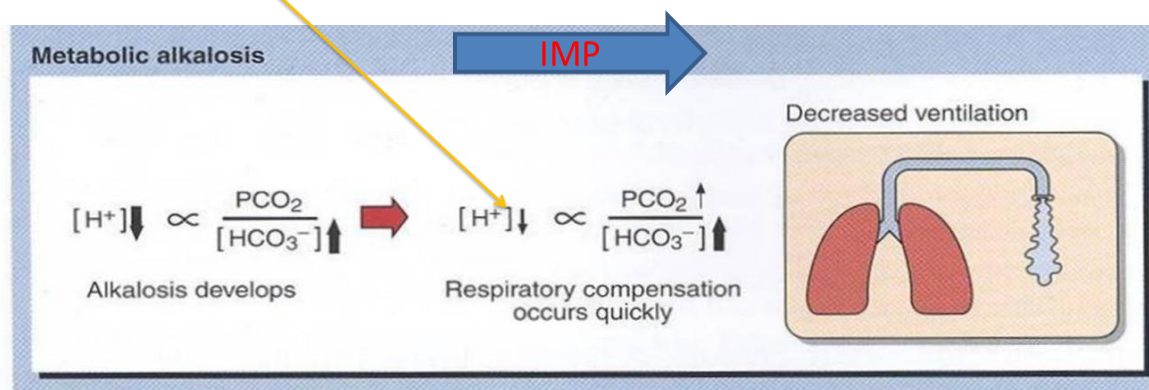 IMP
Metabolic alkalosis
Decreased ventilation
[H⁺]⬇ ∝ PCO₂ / [HCO₃⁻]⬆
[H⁺]↓ ∝ PCO₂↑ / [HCO₃⁻]⬆
Alkalosis develops
Respiratory compensation
occurs quickly